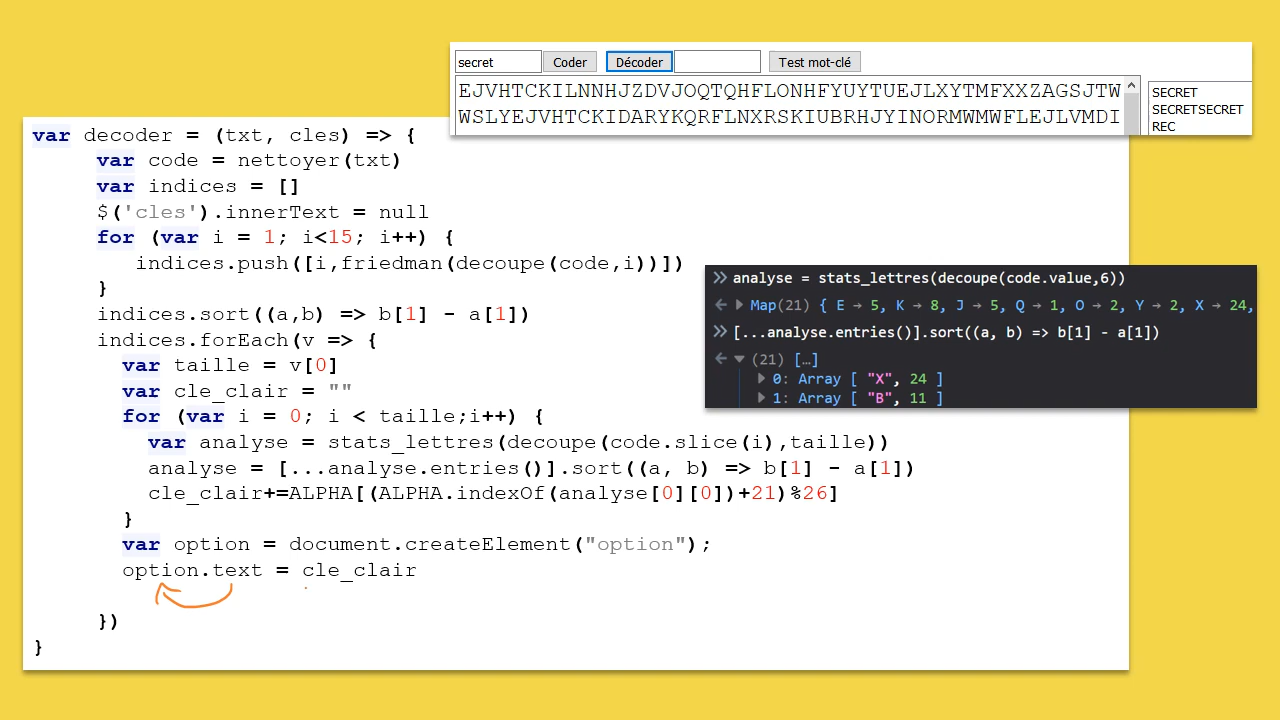 secret Coder Décoder Test mot-clé
EJVHTCKILNNHJZDVJOQTQHFLONHFYUYTUEJLXYTMFXXZAGSJTW
WSLYEJVHTCKIDARYKQRFLNXRSKIUBRHJYINORMWMWFLEJLVMDI
SECRET
SECRETSECRET
REC
var decoder = (txt, cles) => {
var code = nettoyer(txt)
var indices = []
$('cles').innerText = null
for (var i = 1; i<15; i++) {
indices.push([i,friedman(decoupe(code,i))])
}
indices.sort((a,b) => b[1] - a[1])
indices.forEach(v => {
var taille = v[0]
var cle_clair = ""
for (var i = 0; i < taille;i++) {
var analyse = stats_lettres(decoupe(code.slice(i),taille))
analyse = [...analyse.entries()].sort((a, b) => b[1] - a[1])
cle_clair+=ALPHA[(ALPHA.indexOf(analyse[0][0])+21)%26]
}
var option = document.createElement("option");
option.text = cle_clair
})
}
analyse = stats_lettres(decoupe(code.value,6))
Map(21) { E → 5, K → 8, J → 5, Q → 1, O → 2, Y → 2, X → 24,
[...analyse.entries()].sort((a, b) => b[1] - a[1])
(21) […]
0: Array [ "X", 24 ]
1: Array [ "B", 11 ]